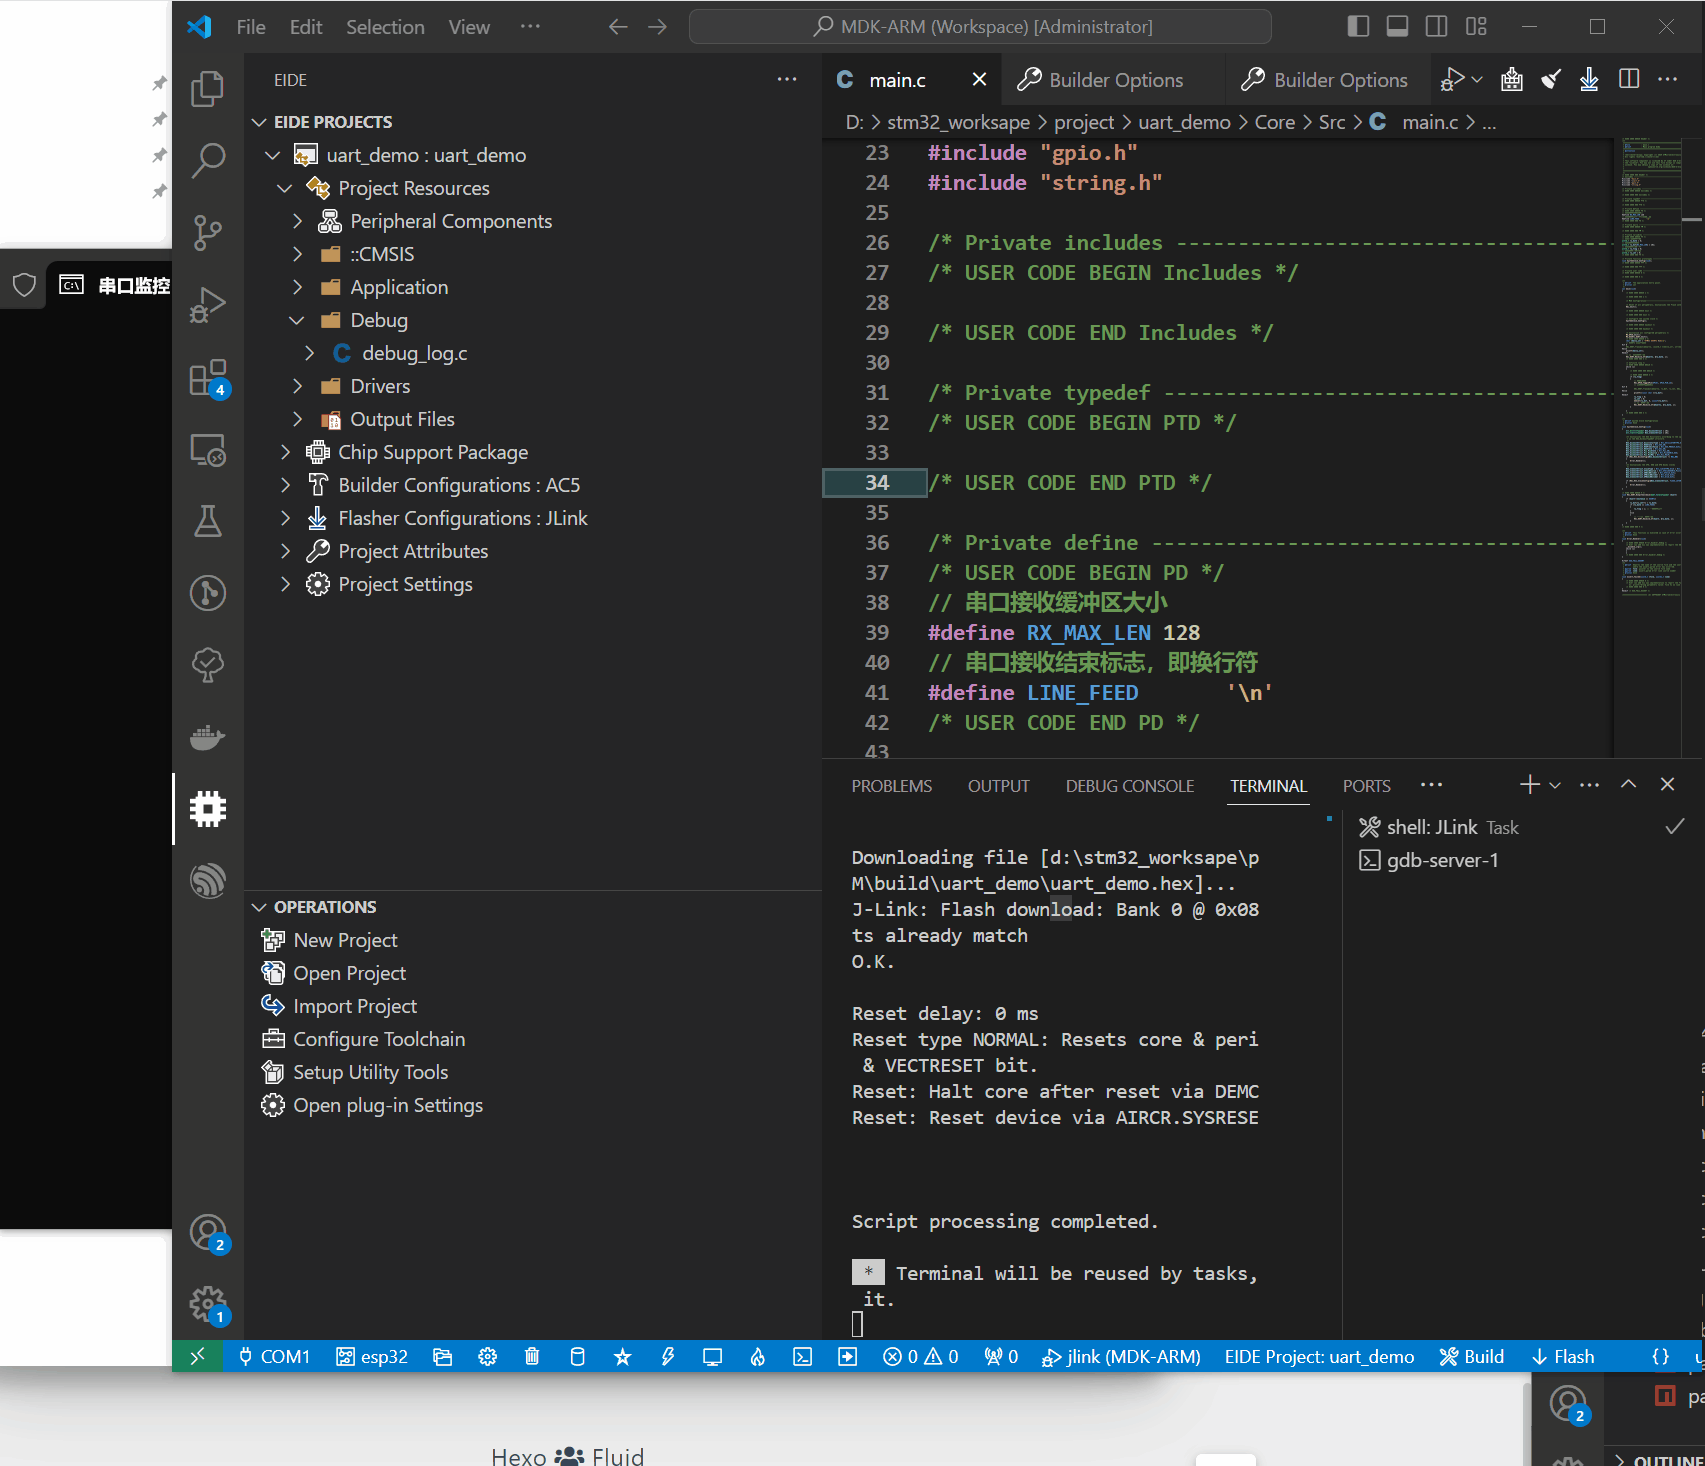 File Edit Selection View ··· MDK-ARM (Workspace) [Administrator]
EIDE
EIDE PROJECTS
uart_demo : uart_demo
Project Resources
Peripheral Components
::CMSIS
Application
Debug
debug_log.c
Drivers
Output Files
Chip Support Package
Builder Configurations : AC5
Flasher Configurations : JLink
Project Attributes
Project Settings
OPERATIONS
New Project
Open Project
Import Project
Configure Toolchain
Setup Utility Tools
Open plug-in Settings
串口监控
4
2
1
main.c Builder Options Builder Options
D: > stm32_worksape > project > uart_demo > Core > Src > C main.c > ...
23 #include "gpio.h"
24 #include "string.h"
25
26 /* Private includes -----------------------------------
27 /* USER CODE BEGIN Includes */
28
29 /* USER CODE END Includes */
30
31 /* Private typedef ------------------------------------
32 /* USER CODE BEGIN PTD */
33
34 /* USER CODE END PTD */
35
36 /* Private define -------------------------------------
37 /* USER CODE BEGIN PD */
38 // 串口接收缓冲区大小
39 #define RX_MAX_LEN 128
40 // 串口接收结束标志，即换行符
41 #define LINE_FEED '\n'
42 /* USER CODE END PD */
43
PROBLEMS OUTPUT DEBUG CONSOLE TERMINAL PORTS ···
Downloading file [d:\stm32_worksape\p
M\build\uart_demo\uart_demo.hex]...
J-Link: Flash download: Bank 0 @ 0x08
ts already match
O.K.
Reset delay: 0 ms
Reset type NORMAL: Resets core & peri
& VECTRESET bit.
Reset: Halt core after reset via DEMC
Reset: Reset device via AIRCR.SYSRESE
Script processing completed.
* Terminal will be reused by tasks,
it.
shell: JLink Task
gdb-server-1
COM1 esp32 0 0 0 jlink (MDK-ARM) EIDE Project: uart_demo Build Flash {}
2
pa
OUTLINE
Hexo Fluid